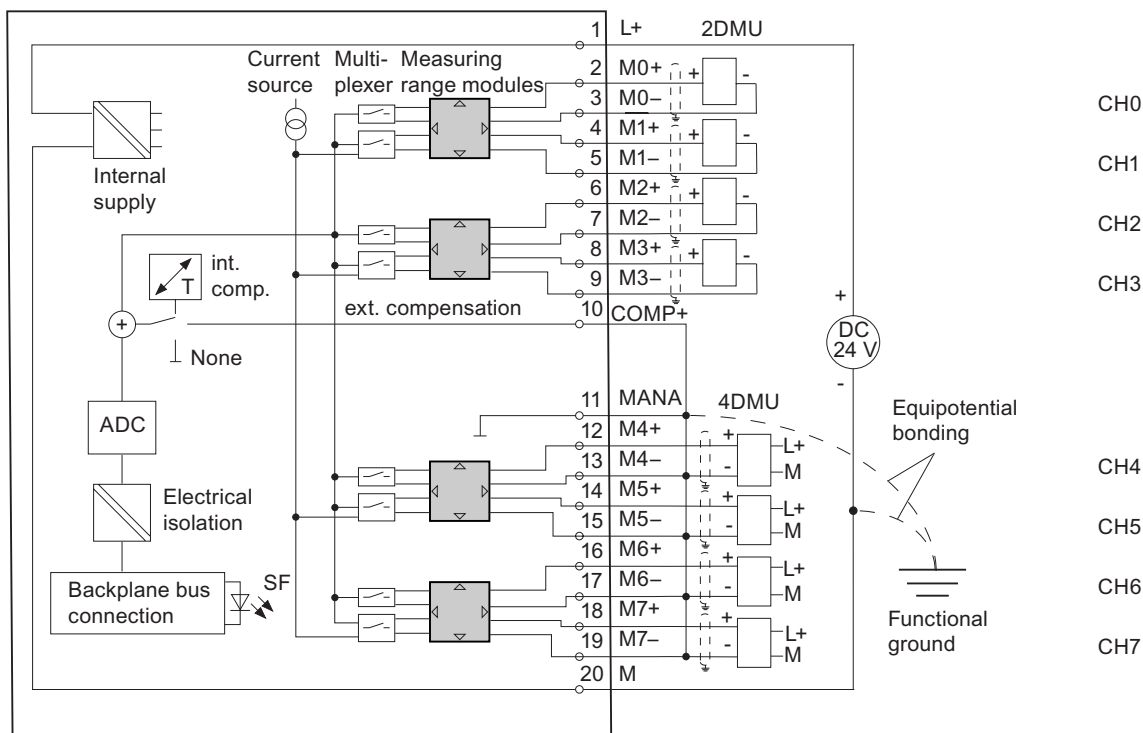 1 L+ 2DMU
Current source
Multi-plexer
Measuring range modules
2 M0+ + -
3 M0– CH0
4 M1+ + -
5 M1– CH1
Internal supply
6 M2+ + -
7 M2– CH2
8 M3+ + -
9 M3– CH3
T int. comp.
10 COMP+
ext. compensation
+
None
+
DC 24 V
-
11 MANA 4DMU
Equipotential bonding
ADC
12 M4+ + L+
13 M4– - M CH4
14 M5+ + L+
15 M5– - M CH5
Electrical isolation
16 M6+ + L+
17 M6– - M CH6
Backplane bus connection
SF
18 M7+ + L+
19 M7– - M CH7
Functional ground
20 M